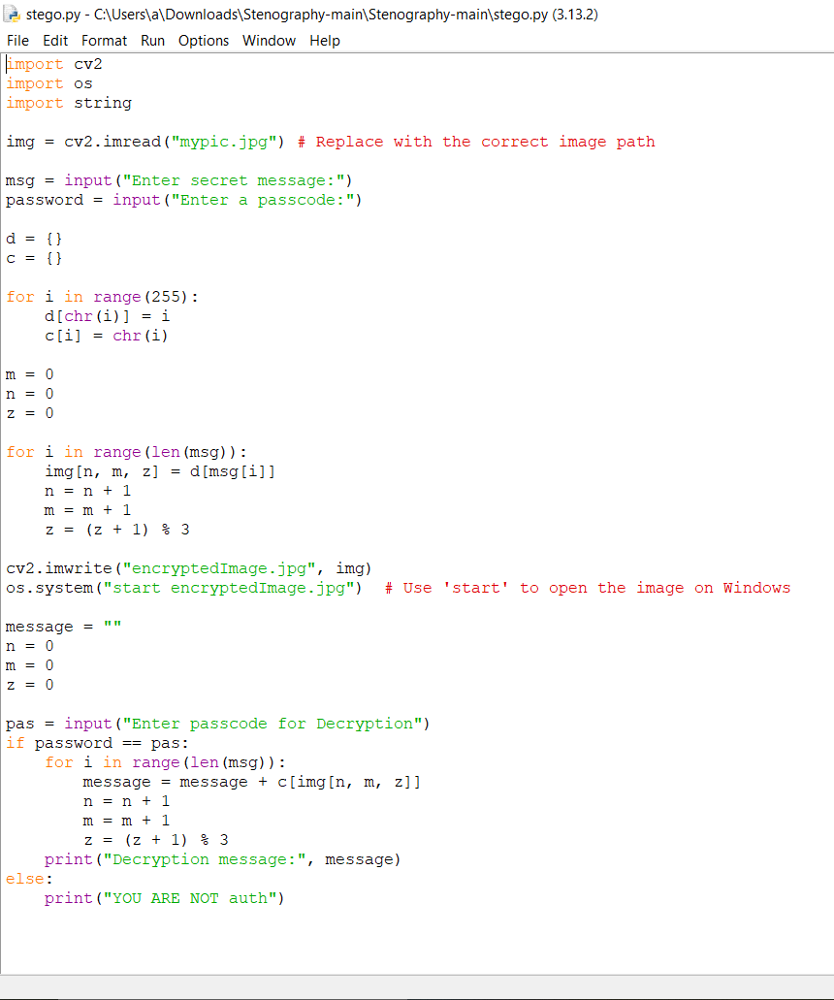 stego.py - C:\Users\a\Downloads\Stenography-main\Stenography-main\stego.py (3.13.2)
File Edit Format Run Options Window Help
import cv2
import os
import string

img = cv2.imread("mypic.jpg") # Replace with the correct image path

msg = input("Enter secret message:")
password = input("Enter a passcode:")

d = {}
c = {}

for i in range(255):
    d[chr(i)] = i
    c[i] = chr(i)

m = 0
n = 0
z = 0

for i in range(len(msg)):
    img[n, m, z] = d[msg[i]]
    n = n + 1
    m = m + 1
    z = (z + 1) % 3

cv2.imwrite("encryptedImage.jpg", img)
os.system("start encryptedImage.jpg")  # Use 'start' to open the image on Windows

message = ""
n = 0
m = 0
z = 0

pas = input("Enter passcode for Decryption")
if password == pas:
    for i in range(len(msg)):
        message = message + c[img[n, m, z]]
        n = n + 1
        m = m + 1
        z = (z + 1) % 3
    print("Decryption message:", message)
else:
    print("YOU ARE NOT auth")